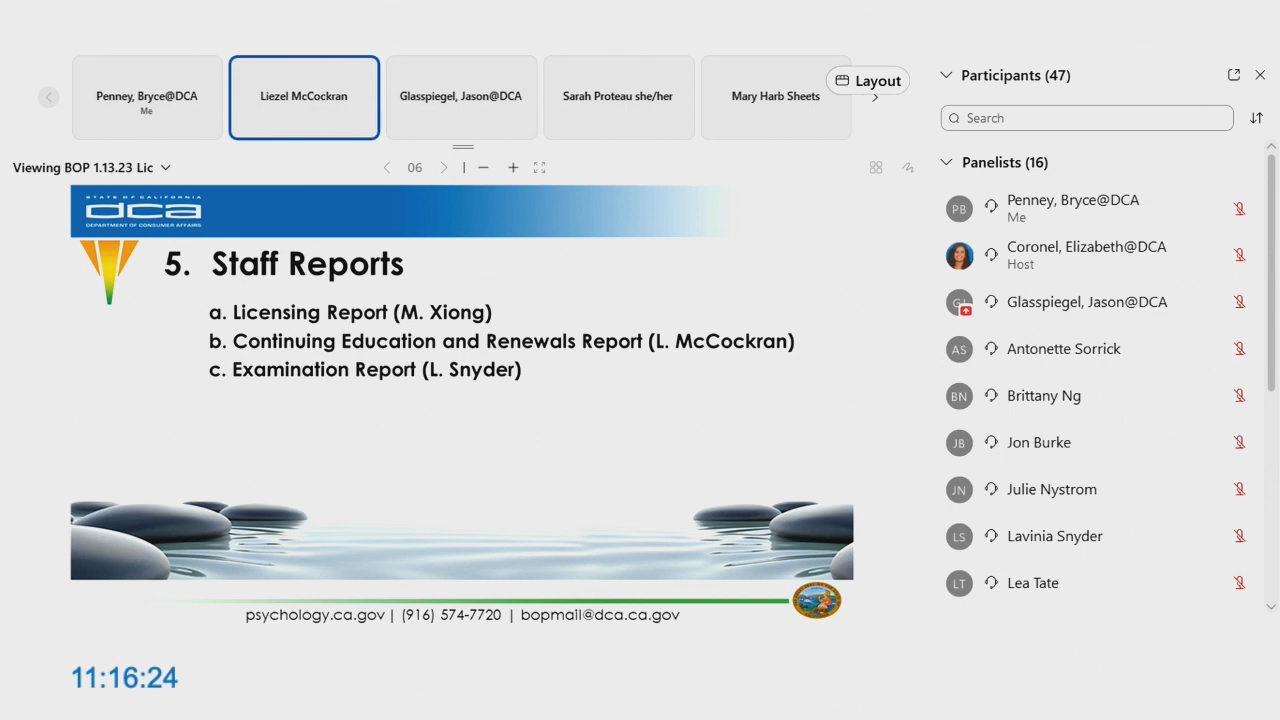 Penney, Bryce@DCA
Me
Liezel McCockran
Glasspiegel, Jason@DCA
Sarah Proteau she/her
Mary Harb Sheets
Layout
Viewing BOP 1.13.23 Lic
06
STATE OF CALIFORNIA
dca
DEPARTMENT OF CONSUMER AFFAIRS
5. Staff Reports
a. Licensing Report (M. Xiong)
b. Continuing Education and Renewals Report (L. McCockran)
c. Examination Report (L. Snyder)
psychology.ca.gov | (916) 574-7720 | bopmail@dca.ca.gov
11:16:24
Participants (47)
Search
Panelists (16)
PB
Penney, Bryce@DCA
Me
Coronel, Elizabeth@DCA
Host
GJ
Glasspiegel, Jason@DCA
AS
Antonette Sorrick
BN
Brittany Ng
JB
Jon Burke
JN
Julie Nystrom
LS
Lavinia Snyder
LT
Lea Tate